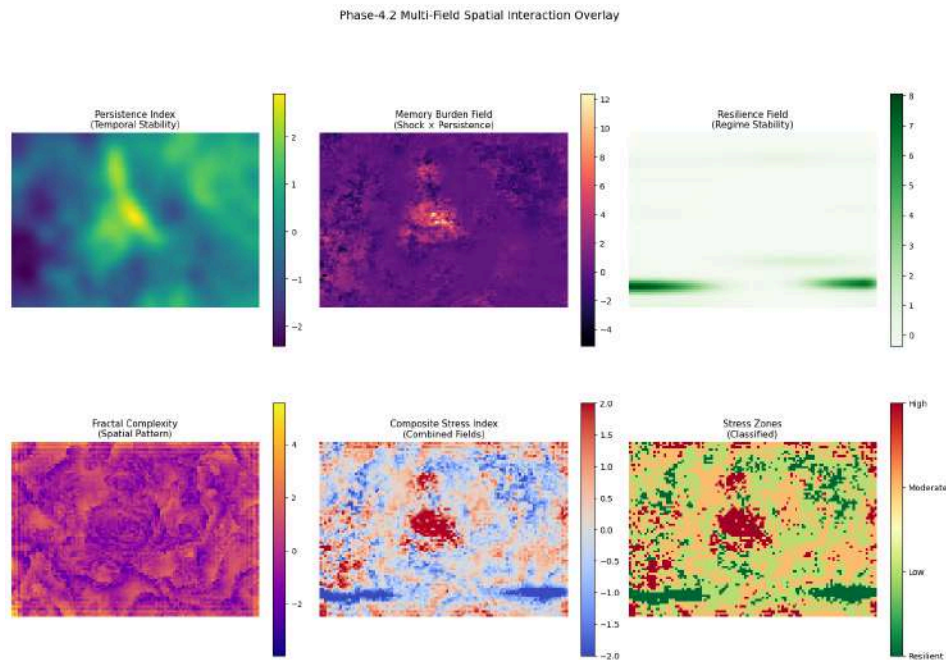 Phase-4.2 Multi-Field Spatial Interaction Overlay
Persistence Index
(Temporal Stability)
2
1
0
−1
−2
Memory Burden Field
(Shock × Persistence)
12
10
8
6
4
2
0
−2
−4
Resilience Field
(Regime Stability)
8
7
6
5
4
3
2
1
0
Fractal Complexity
(Spatial Pattern)
4
2
0
−2
Composite Stress Index
(Combined Fields)
2.0
1.5
1.0
0.5
0.0
−0.5
−1.0
−1.5
−2.0
Stress Zones
(Classified)
High
Moderate
Low
Resilient